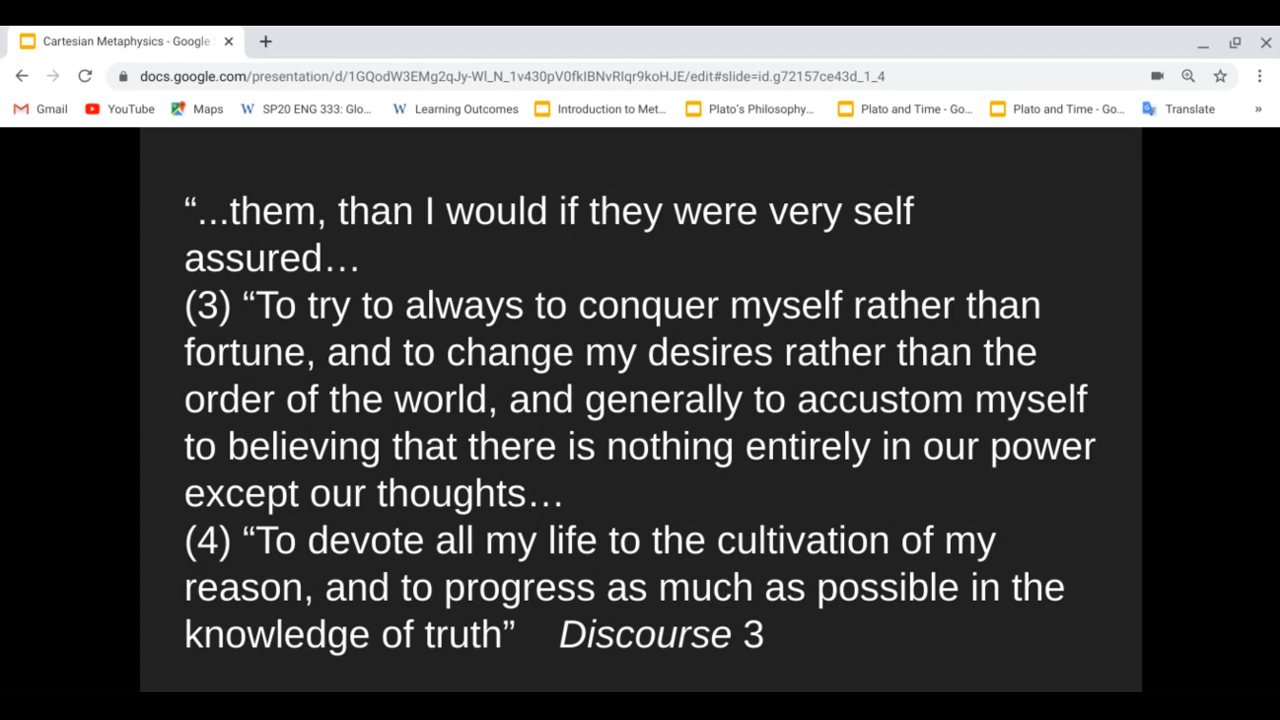 Cartesian Metaphysics - Google
docs.google.com/presentation/d/1GQodW3EMg2qJy-Wl_N_1v430pV0fkIBNvRIqr9koHJE/edit#slide=id.g72157ce43d_1_4
Gmail YouTube Maps SP20 ENG 333: Glo... Learning Outcomes Introduction to Met... Plato's Philosophy... Plato and Time - Go... Plato and Time - Go... Translate »
“...them, than I would if they were very self
assured…
(3) “To try to always to conquer myself rather than
fortune, and to change my desires rather than the
order of the world, and generally to accustom myself
to believing that there is nothing entirely in our power
except our thoughts…
(4) “To devote all my life to the cultivation of my
reason, and to progress as much as possible in the
knowledge of truth” Discourse 3